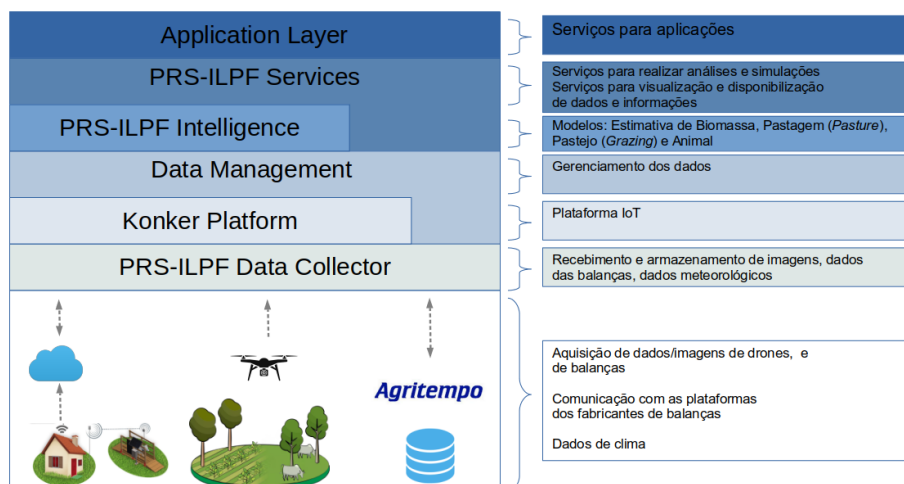 Application Layer
Serviços para aplicações
PRS-ILPF Services
Serviços para realizar análises e simulações
Serviços para visualização e disponibilização
de dados e informações
PRS-ILPF Intelligence
Modelos: Estimativa de Biomassa, Pastagem (Pasture),
Pastejo (Grazing) e Animal
Data Management
Gerenciamento dos dados
Konker Platform
Plataforma IoT
PRS-ILPF Data Collector
Recebimento e armazenamento de imagens, dados
das balanças, dados meteorológicos
Agritempo
Aquisição de dados/imagens de drones, e
de balanças
Comunicação com as plataformas
dos fabricantes de balanças
Dados de clima